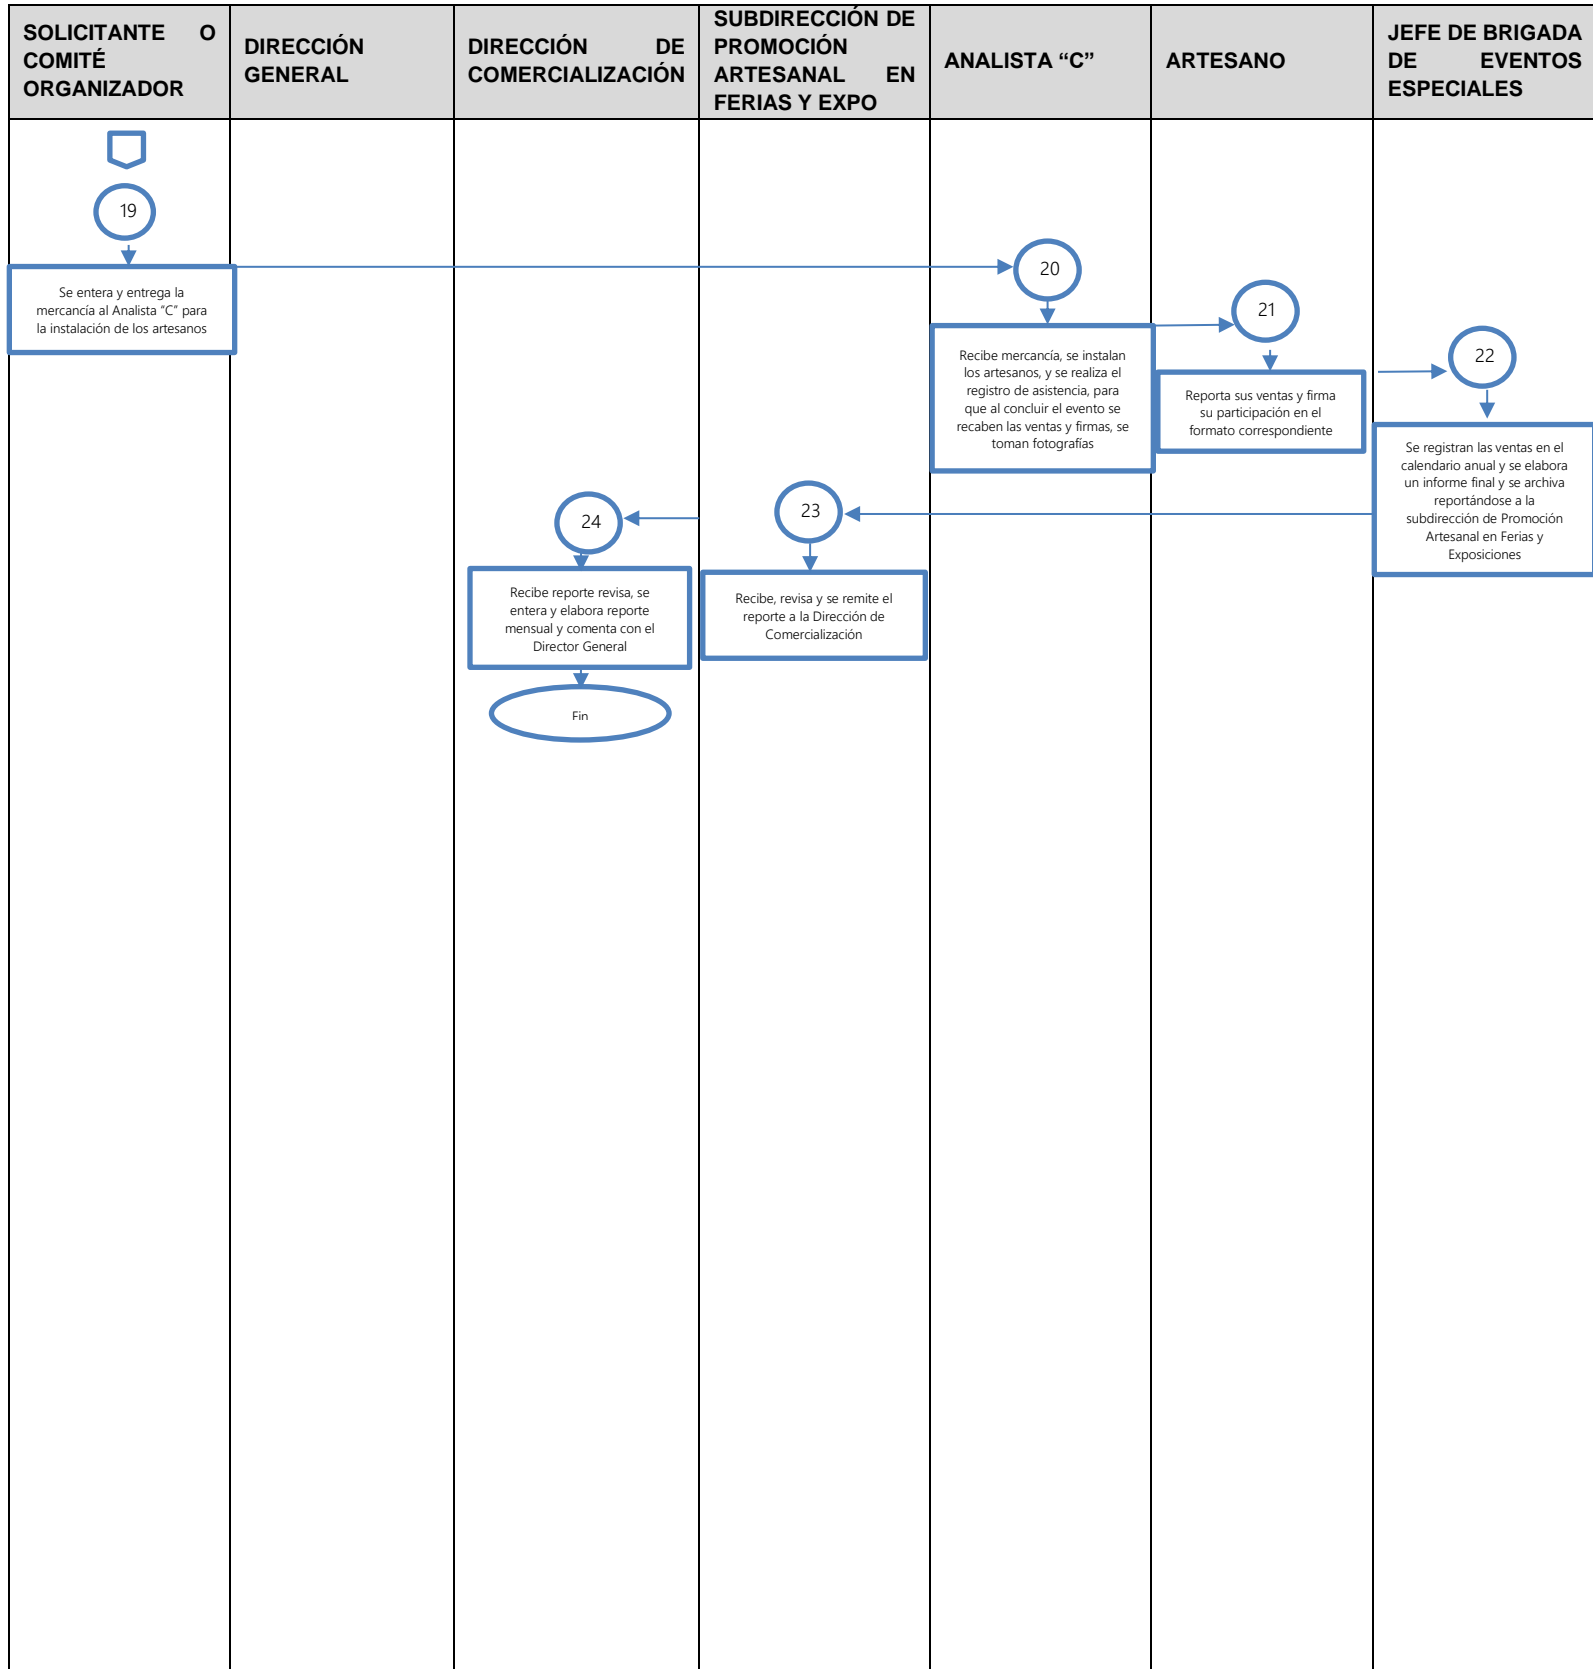 SOLICITANTE O
COMITÉ
ORGANIZADOR
DIRECCIÓN
GENERAL
DIRECCIÓN DE
COMERCIALIZACIÓN
SUBDIRECCIÓN DE
PROMOCIÓN
ARTESANAL EN
FERIAS Y EXPO
ANALISTA “C”
ARTESANO
JEFE DE BRIGADA
DE EVENTOS
ESPECIALES
19
Se entera y entrega la
mercancía al Analista “C” para
la instalación de los artesanos
20
Recibe mercancía, se instalan
los artesanos, y se realiza el
registro de asistencia, para
que al concluir el evento se
recaben las ventas y firmas, se
toman fotografías
21
Reporta sus ventas y firma
su participación en el
formato correspondiente
22
Se registran las ventas en el
calendario anual y se elabora
un informe final y se archiva
reportándose a la
subdirección de Promoción
Artesanal en Ferias y
Exposiciones
23
Recibe, revisa y se remite el
reporte a la Dirección de
Comercialización
24
Recibe reporte revisa, se
entera y elabora reporte
mensual y comenta con el
Director General
Fin